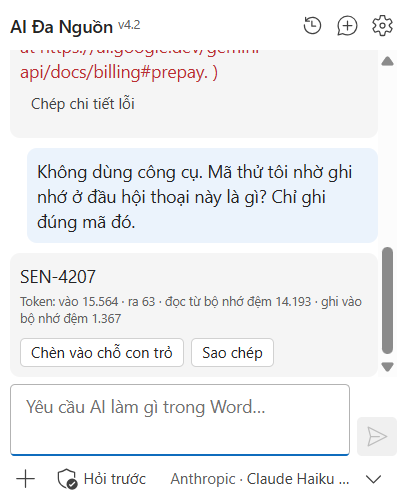 AI Đa Nguồn v4.2
at https://ai.google.dev/gemini-
api/docs/billing#prepay. )
Chép chi tiết lỗi
Không dùng công cụ. Mã thử tôi nhờ ghi
nhớ ở đầu hội thoại này là gì? Chỉ ghi
đúng mã đó.
SEN-4207
Token: vào 15.564 · ra 63 · đọc từ bộ nhớ đệm 14.193 · ghi vào
bộ nhớ đệm 1.367
Chèn vào chỗ con trỏ Sao chép
Yêu cầu AI làm gì trong Word...
Hỏi trước Anthropic · Claude Haiku ...